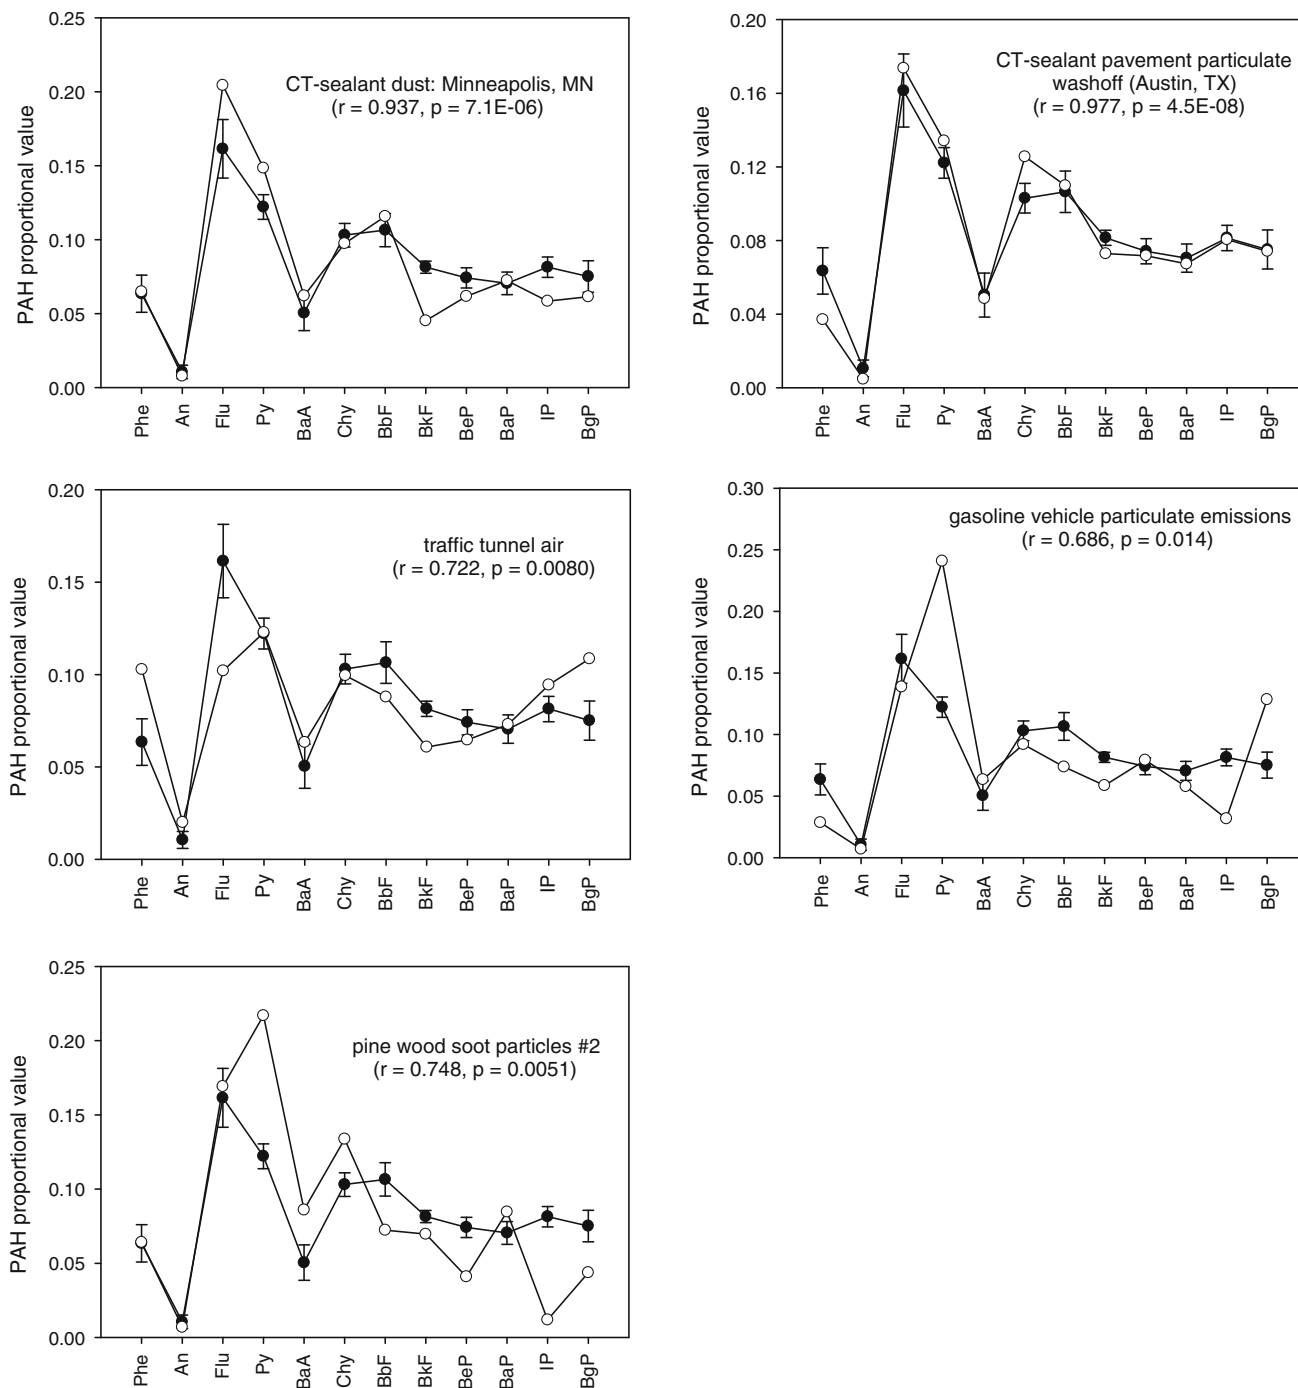 CT-sealant dust: Minneapolis, MN
(r = 0.937, p = 7.1E-06)
PAH proportional value
0.25
0.20
0.15
0.10
0.05
0.00
Phe
An
Flu
Py
BaA
Chy
BbF
BkF
BeP
BaP
IP
BgP
CT-sealant pavement particulate
washoff (Austin, TX)
(r = 0.977, p = 4.5E-08)
PAH proportional value
0.20
0.16
0.12
0.08
0.04
0.00
Phe
An
Flu
Py
BaA
Chy
BbF
BkF
BeP
BaP
IP
BgP
traffic tunnel air
(r = 0.722, p = 0.0080)
PAH proportional value
0.20
0.15
0.10
0.05
0.00
Phe
An
Flu
Py
BaA
Chy
BbF
BkF
BeP
BaP
IP
BgP
gasoline vehicle particulate emissions
(r = 0.686, p = 0.014)
PAH proportional value
0.30
0.25
0.20
0.15
0.10
0.05
0.00
Phe
An
Flu
Py
BaA
Chy
BbF
BkF
BeP
BaP
IP
BgP
pine wood soot particles #2
(r = 0.748, p = 0.0051)
PAH proportional value
0.25
0.20
0.15
0.10
0.05
0.00
Phe
An
Flu
Py
BaA
Chy
BbF
BkF
BeP
BaP
IP
BgP